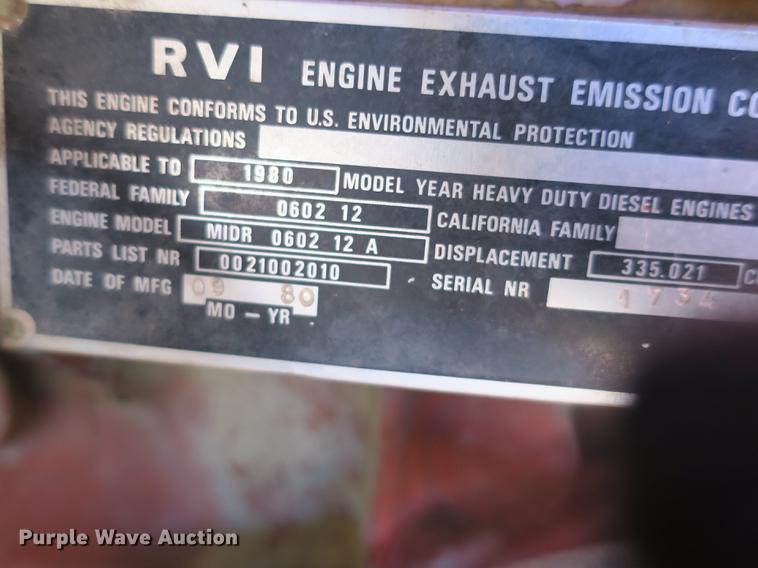 RVI ENGINE EXHAUST EMISSION CO
THIS ENGINE CONFORMS TO U.S. ENVIRONMENTAL PROTECTION
AGENCY REGULATIONS
APPLICABLE TO 1980 MODEL YEAR HEAVY DUTY DIESEL ENGINES
FEDERAL FAMILY 0602 12 CALIFORNIA FAMILY
ENGINE MODEL MIDR 0602 12 A DISPLACEMENT 335.021 C
PARTS LIST NR 0021002010 SERIAL NR 1734
DATE OF MFG 09 80
MO - YR
Purple Wave Auction